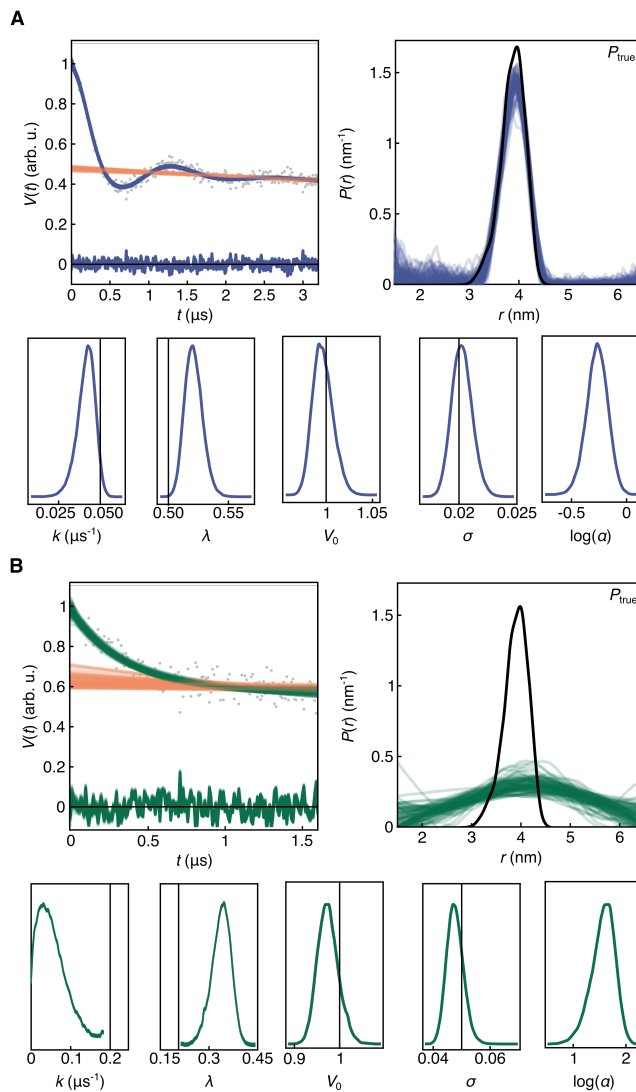 A
V(t) (arb. u.)
1
0.8
0.6
0.4
0.2
0
0 0.5 1 1.5 2 2.5 3
t (µs)
P(r) (nm⁻¹)
1.5
1
0.5
0
2 3 4 5 6
r (nm)
P_true
0.025 0.050
k (µs⁻¹)
0.50 0.55
λ
1 1.05
V₀
0.02 0.025
σ
-0.5 0
log(α)
B
V(t) (arb. u.)
1
0.8
0.6
0.4
0.2
0
0 0.5 1 1.5
t (µs)
P(r) (nm⁻¹)
1.5
1
0.5
0
2 3 4 5 6
r (nm)
P_true
0 0.1 0.2
k (µs⁻¹)
0.15 0.3 0.45
λ
0.9 1
V₀
0.04 0.06
σ
1 2
log(α)